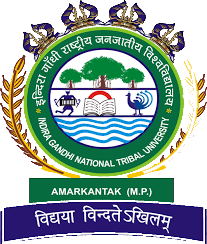 इन्दिरा गाँधी राष्ट्रीय जनजातीय विश्वविद्यालय
INDIRA GANDHI NATIONAL TRIBAL UNIVERSITY
AMARKANTAK (M.P.)
विद्यया विन्दतेऽखिलम्